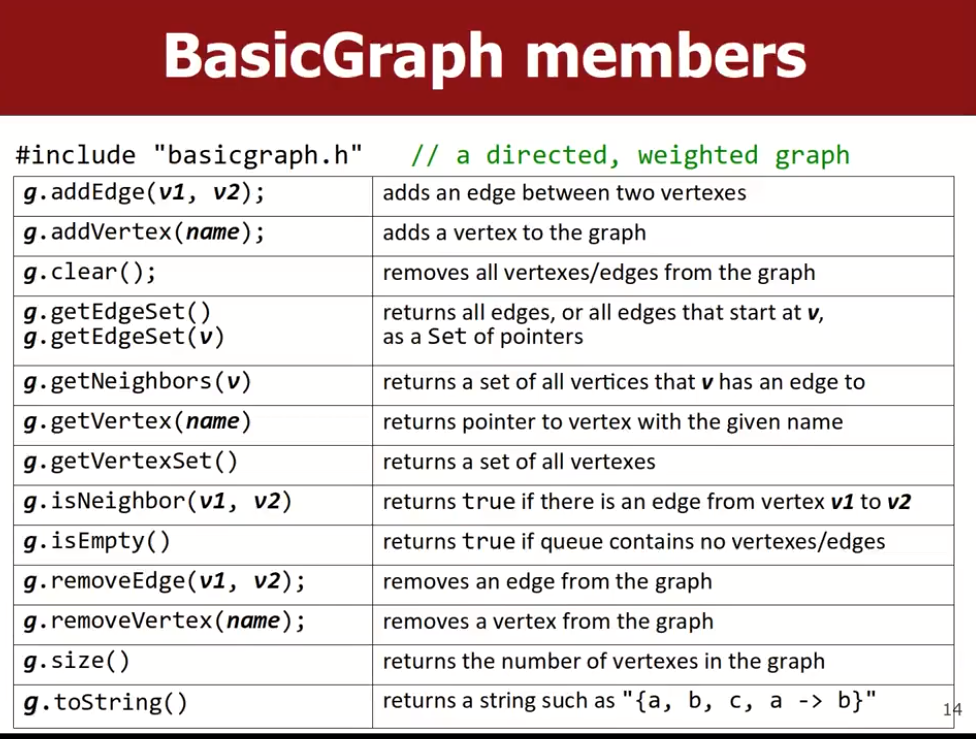 BasicGraph members
#include "basicgraph.h" // a directed, weighted graph
g.addEdge(v1, v2); adds an edge between two vertexes
g.addVertex(name); adds a vertex to the graph
g.clear(); removes all vertexes/edges from the graph
g.getEdgeSet() returns all edges, or all edges that start at v,
g.getEdgeSet(v) as a Set of pointers
g.getNeighbors(v) returns a set of all vertices that v has an edge to
g.getVertex(name) returns pointer to vertex with the given name
g.getVertexSet() returns a set of all vertexes
g.isNeighbor(v1, v2) returns true if there is an edge from vertex v1 to v2
g.isEmpty() returns true if queue contains no vertexes/edges
g.removeEdge(v1, v2); removes an edge from the graph
g.removeVertex(name); removes a vertex from the graph
g.size() returns the number of vertexes in the graph
g.toString() returns a string such as "{a, b, c, a -> b}"
14